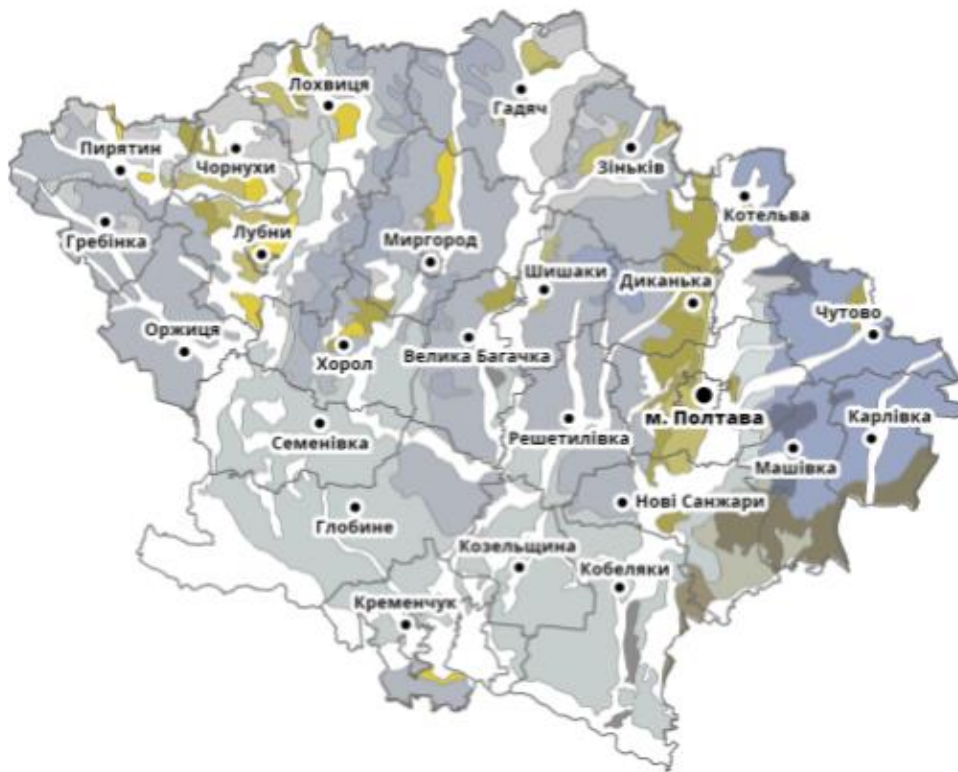 Лохвиця
Гадяч
Пирятин
Чорнухи
Зіньків
Котельва
Гребінка
Лубни
Миргород
Шишаки
Диканька
Чутово
Оржиця
Хорол
Велика Багачка
м. Полтава
Карлівка
Семенівка
Решетилівка
Машівка
Нові Санжари
Глобине
Козельщина
Кобеляки
Кременчук